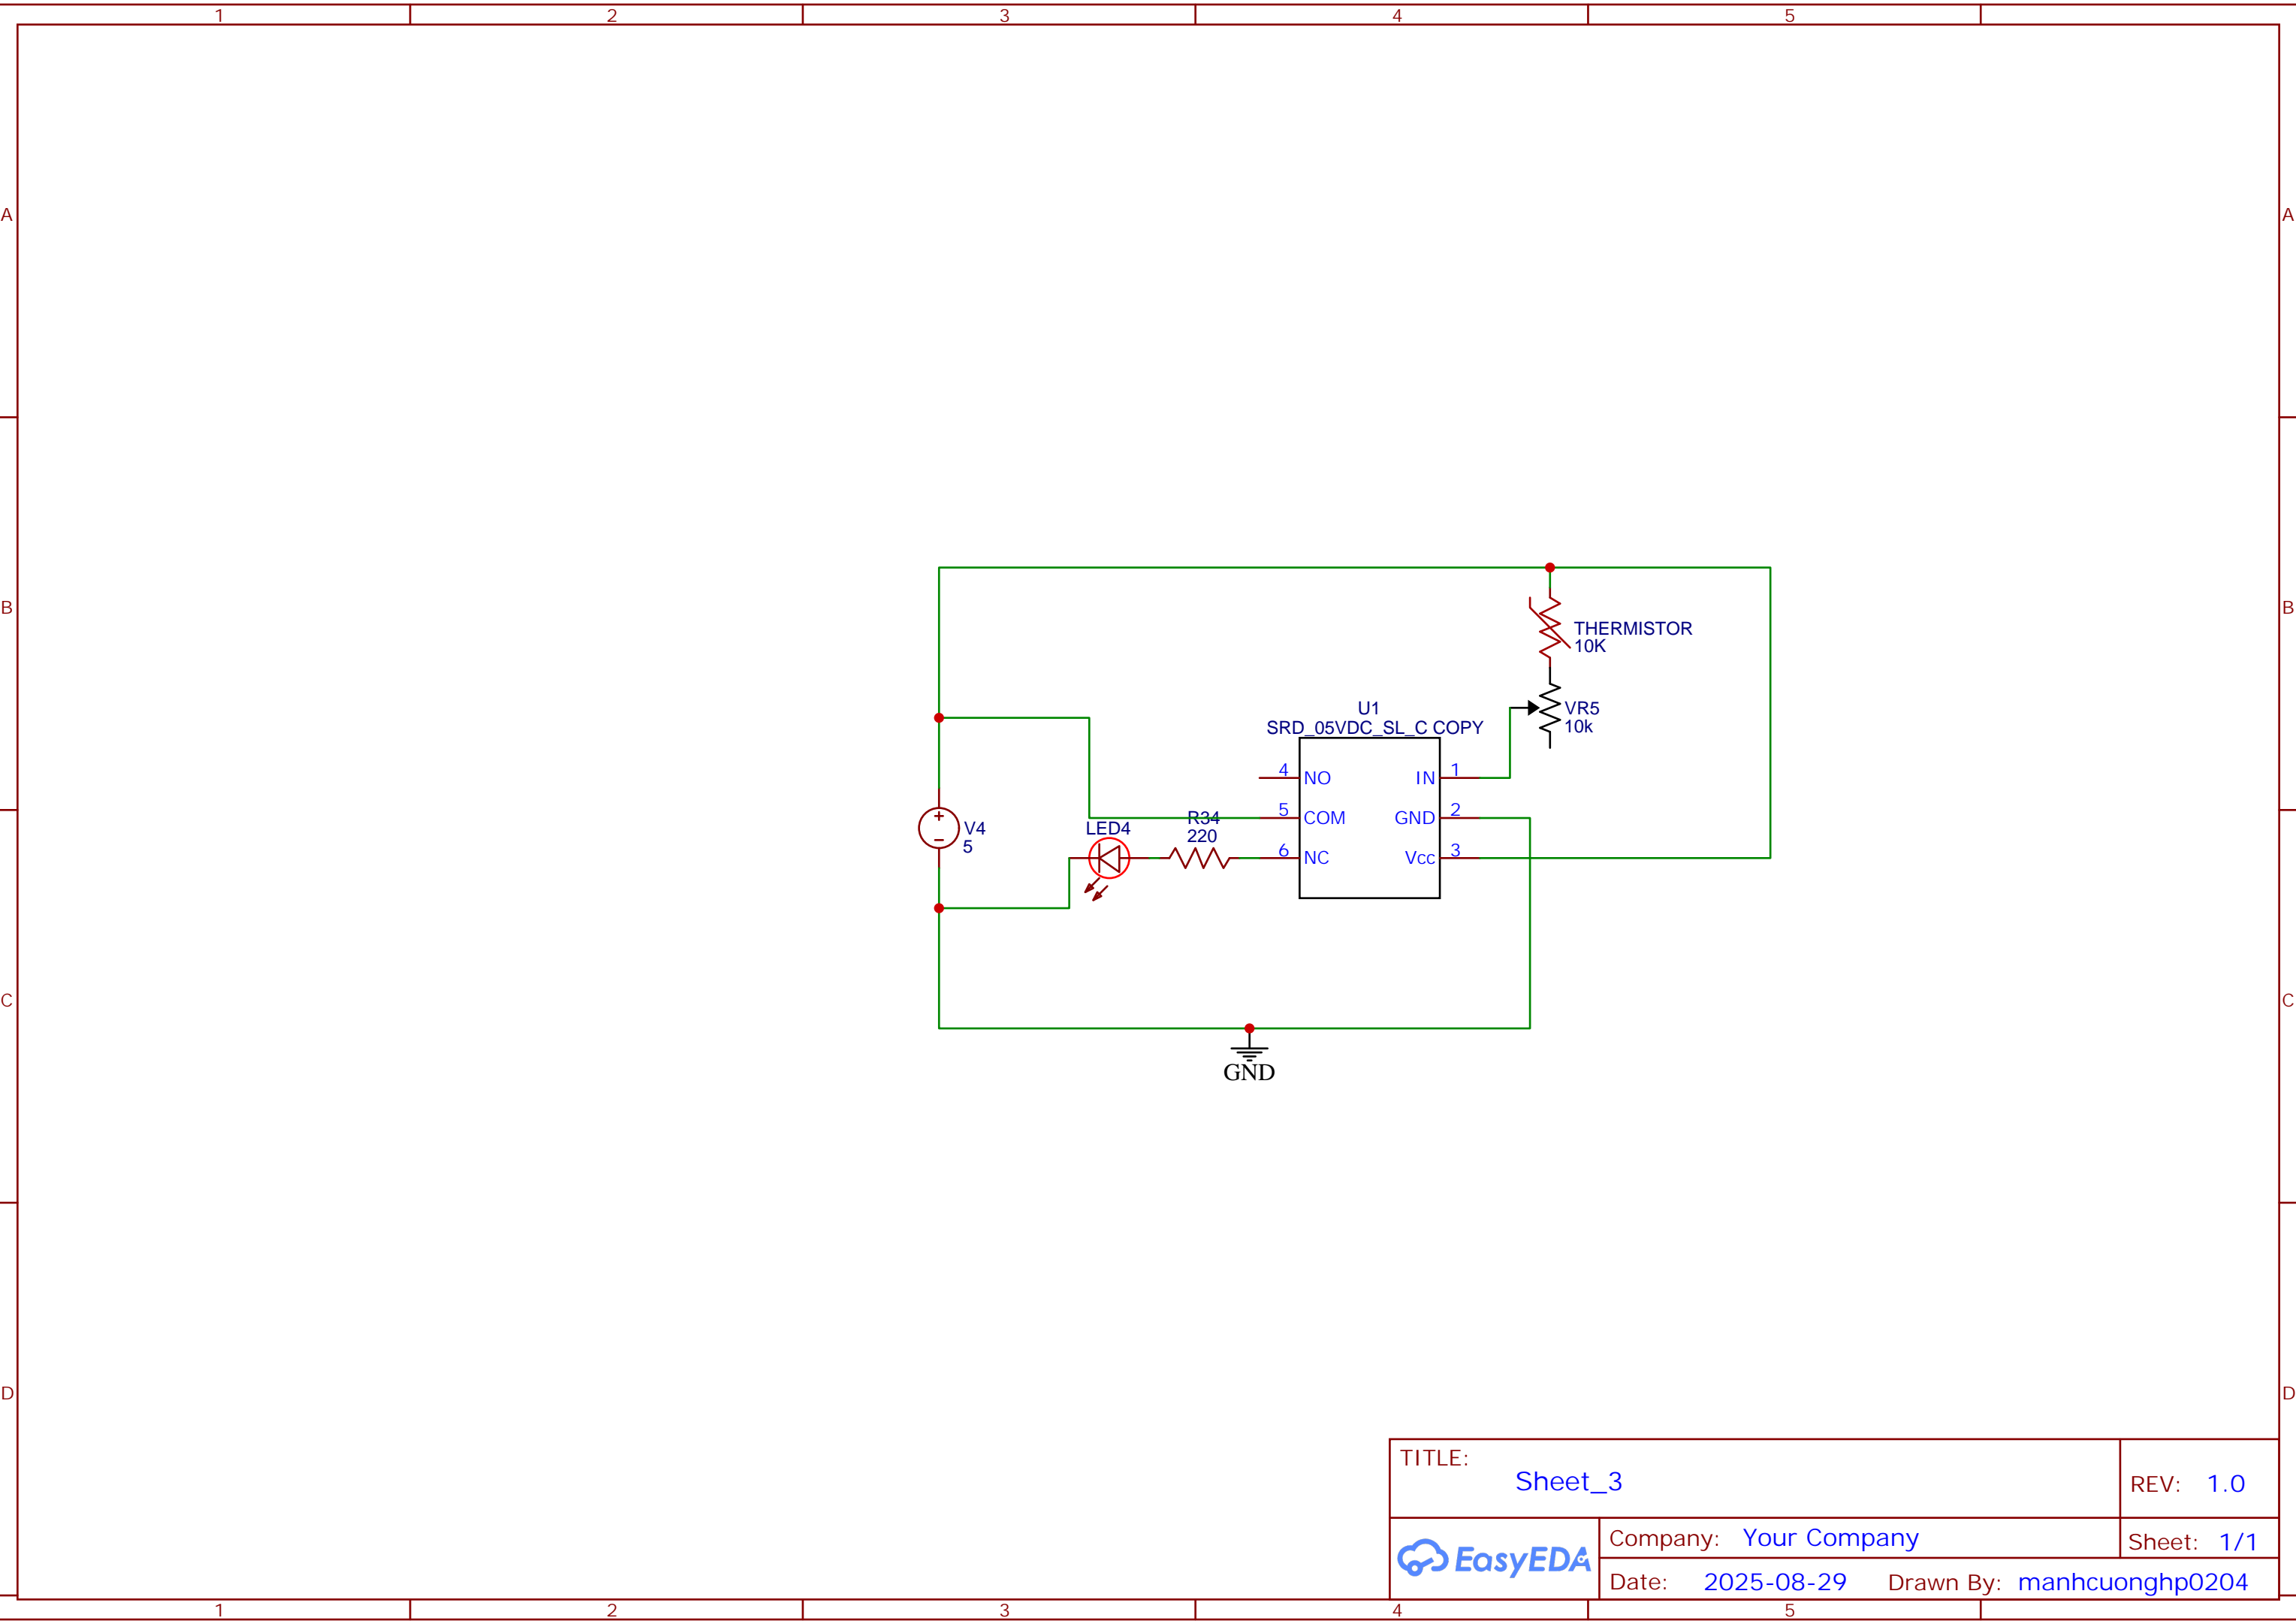 1 2 3 4 5
A A
THERMISTOR
10K
B B
U1
SRD_05VDC_SL_C COPY
VR5
10k
4 NO IN 1
5 COM GND 2
6 NC Vcc 3
R34
220
LED4
V4
5
GND
C C
D D
TITLE:
Sheet_3
REV: 1.0
EasyEDA
Company: Your Company
Sheet: 1/1
Date: 2025-08-29 Drawn By: manhcuonghp0204
1 2 3 4 5